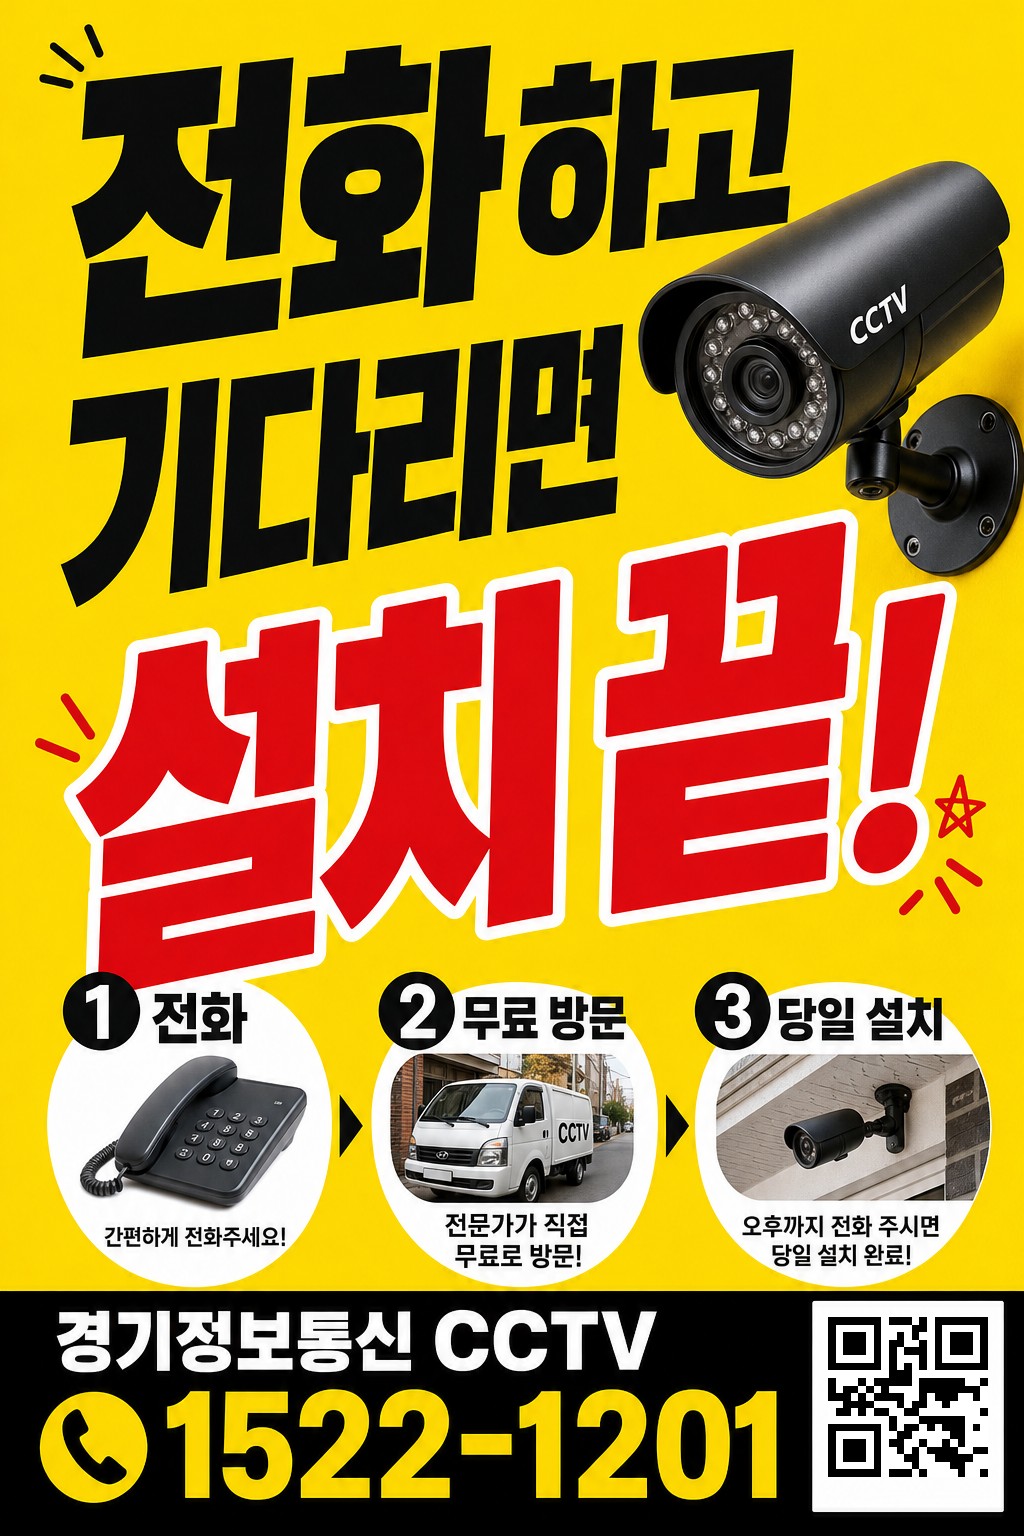 전화하고
기다리면
설치 끝!
CCTV
1 전화
간편하게 전화주세요!
2 무료 방문
CCTV
전문가가 직접
무료로 방문!
3 당일 설치
오후까지 전화 주시면
당일 설치 완료!
경기정보통신 CCTV
1522-1201